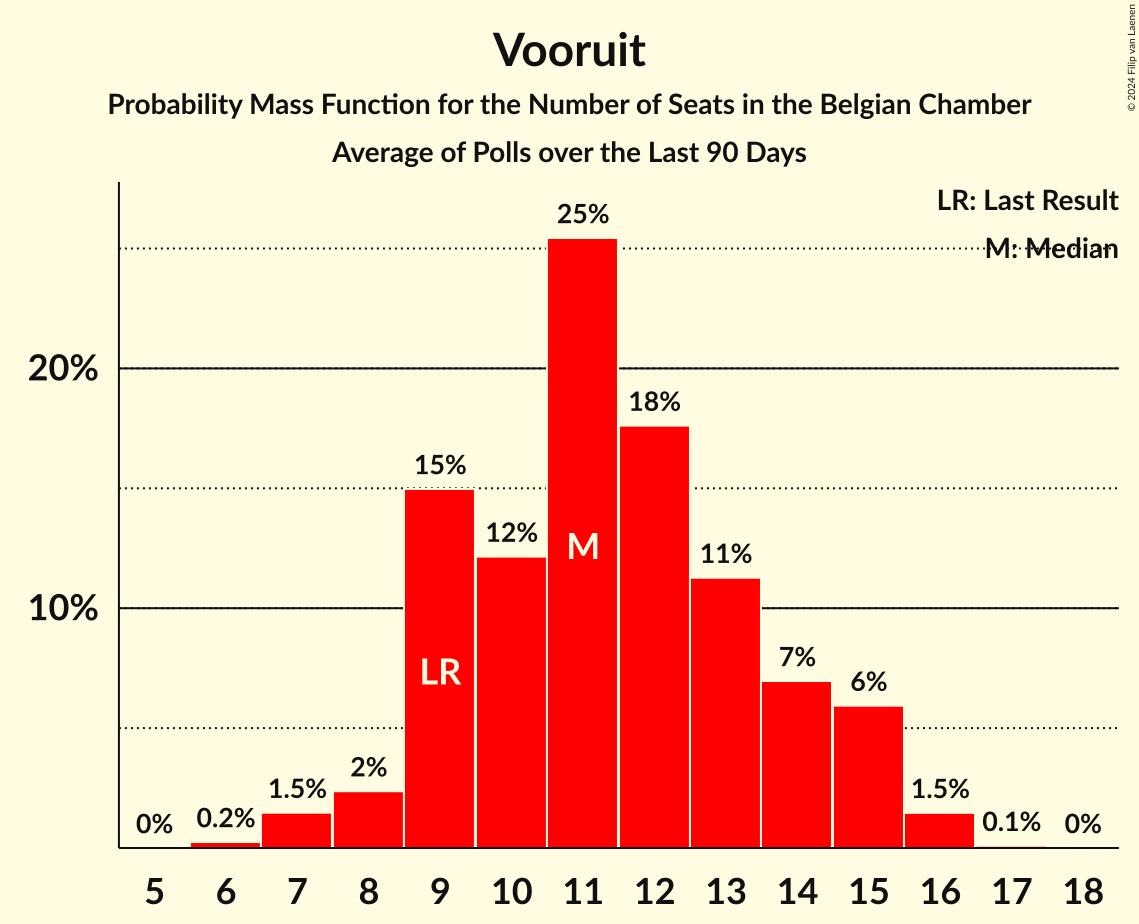 Vooruit
Probability Mass Function for the Number of Seats in the Belgian Chamber
Average of Polls over the Last 90 Days
© 2024 Filip van Laenen
LR: Last Result
M: Median
20%
10%
0%
0.2%
1.5%
2%
15%
12%
25%
18%
11%
7%
6%
1.5%
0.1%
0%
LR
M
5 6 7 8 9 10 11 12 13 14 15 16 17 18